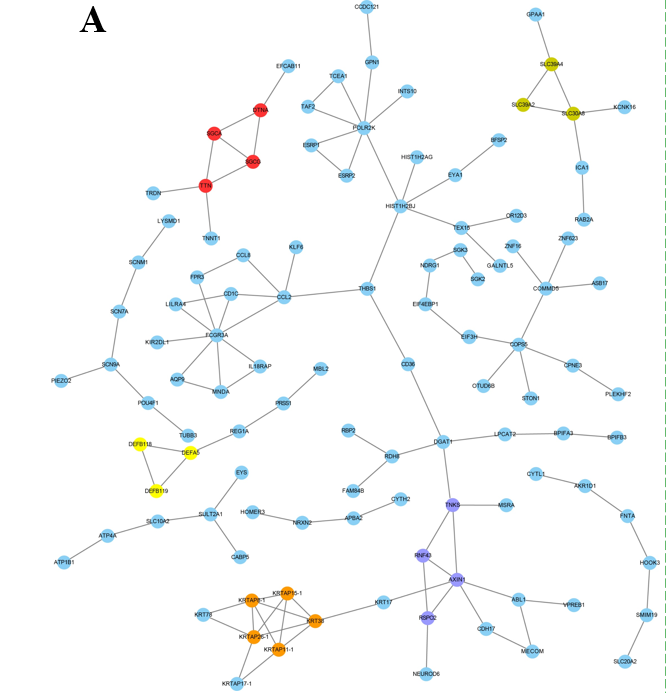 A
CCDC121
GPAA1
SLC39A4
SLC39A2
SLC30A8
KCNK16
ICA1
RAB2A
EFCAB11
DTNA
SGCA
SGCG
TTN
TRDN
TNNT1
GPN1
TCEA1
TAF2
INTS10
POLR2K
ESRP1
ESRP2
HIST1H2AG
BFSP2
EYA1
HIST1H2BJ
TEX15
OR12D3
GALNTL5
LYSMD1
SCNM1
SCN7A
SCN9A
PIEZO2
POU4F1
TUBB3
KLF6
CCL8
FPR3
CD1C
LILRA4
CCL2
THBS1
FCGR3A
KIR2DL1
IL18RAP
AQP9
MNDA
SGK3
NDRG1
SGK2
EIF4EBP1
EIF3H
ZNF16
ZNF623
COMMD5
ASB17
COPS5
CPNE3
PLEKHF2
OTUD6B
STON1
CD36
MBL2
PRSS1
REG1A
DEFB118
DEFA5
DEFB119
RBP2
RDH8
FAM84B
DGAT1
LPCAT2
BPIFA3
BPIFB3
EYS
SULT2A1
SLC10A2
ATP4A
ATP1B1
CABP5
HOMER3
NRXN2
APBA2
CYTH2
TNKS
MSRA
RNF43
AXIN1
RSPO2
NEUROD6
CDH17
ABL1
VPREB1
MECOM
CYTL1
AKR1D1
FNTA
HOOK3
SMIM19
SLC20A2
KRT17
KRTAP15-1
KRTAP8-1
KRT78
KRTAP26-1
KRTAP11-1
KRTAP17-1